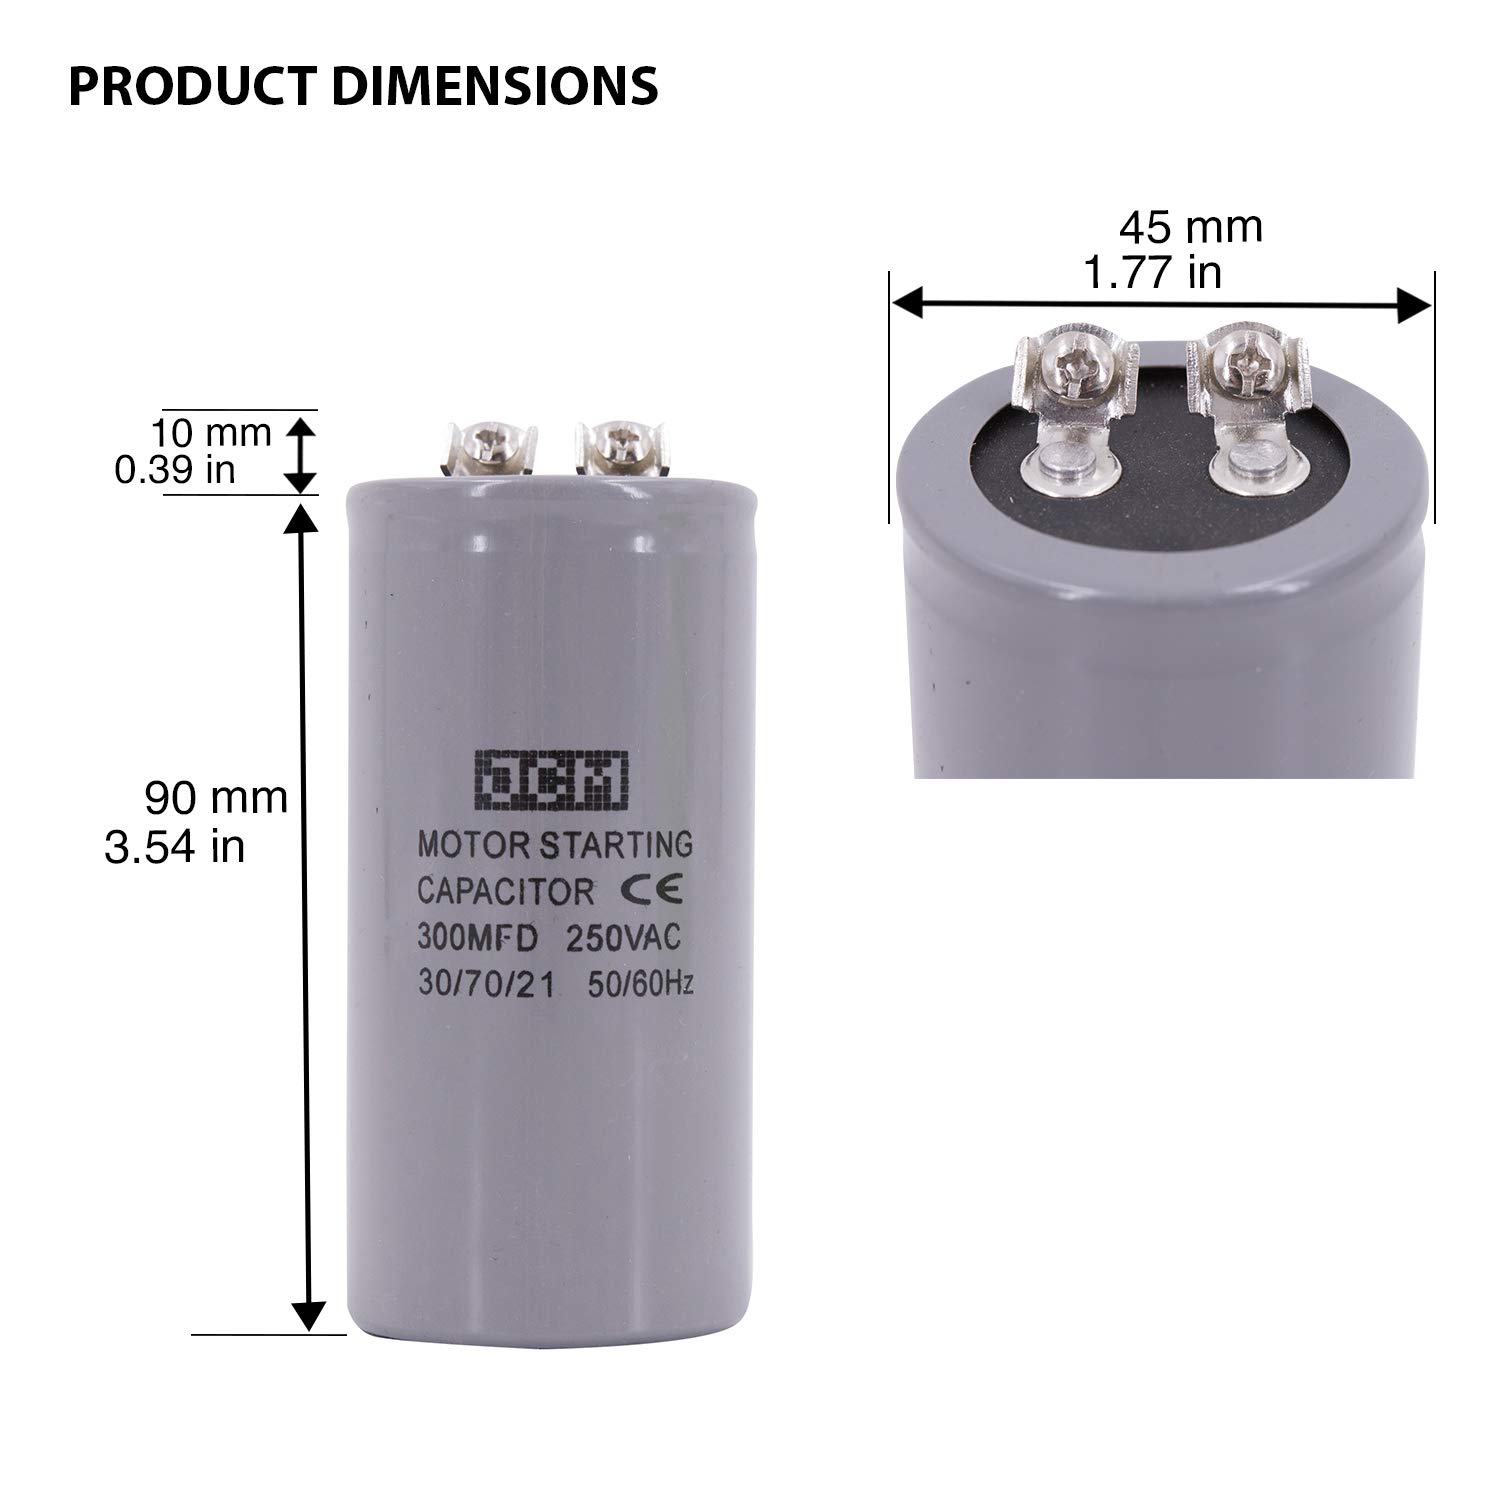 PRODUCT DIMENSIONS
45 mm
1.77 in
10 mm
0.39 in
90 mm
3.54 in
MOTOR STARTING
CAPACITOR CE
300MFD 250VAC
30/70/21 50/60Hz